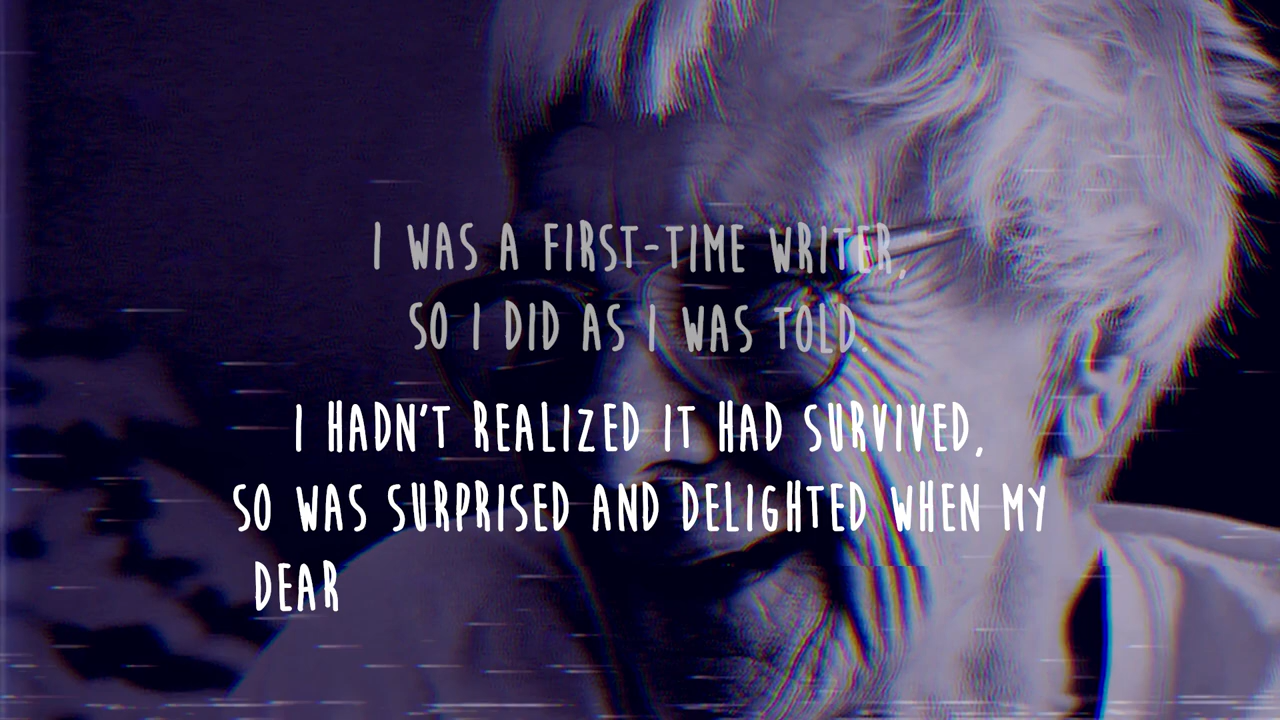 I WAS A FIRST-TIME WRITER,
SO I DID AS I WAS TOLD.
I HADN'T REALIZED IT HAD SURVIVED,
SO WAS SURPRISED AND DELIGHTED WHEN MY
DEAR